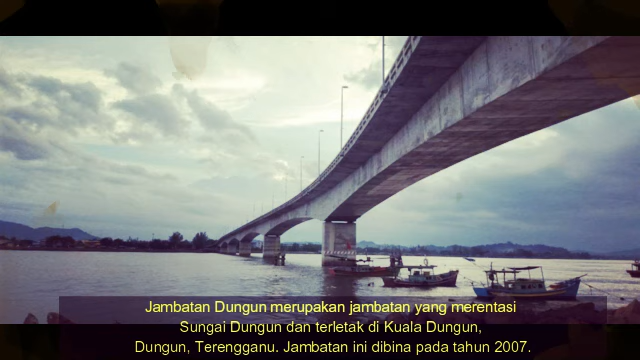 Jambatan Dungun merupakan jambatan yang merentasi
Sungai Dungun dan terletak di Kuala Dungun,
Dungun, Terengganu. Jambatan ini dibina pada tahun 2007.